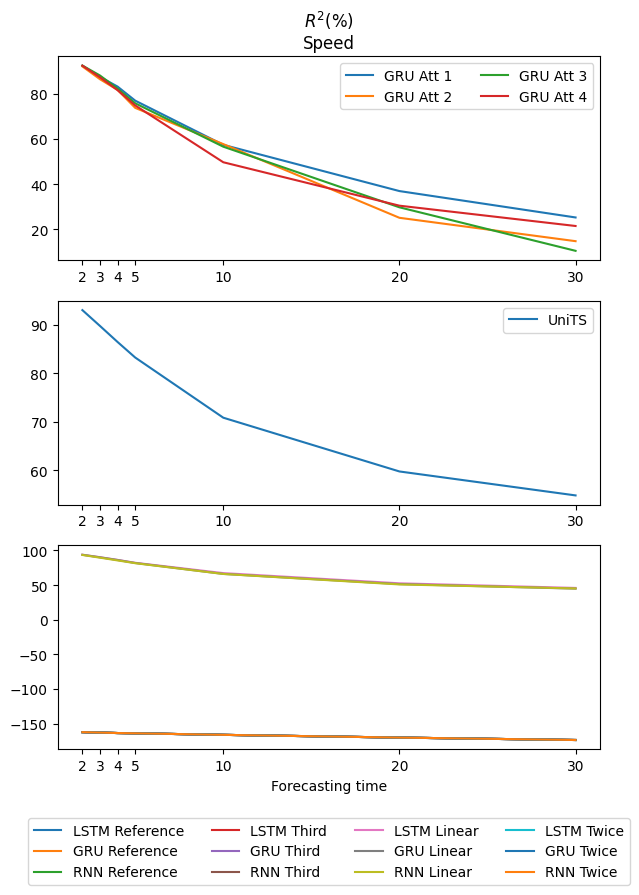 R²(%)
Speed
GRU Att 1 GRU Att 3
GRU Att 2 GRU Att 4
80
60
40
20
2 3 4 5 10 20 30
UniTS
90
80
70
60
2 3 4 5 10 20 30
100
50
0
−50
−100
−150
2 3 4 5 10 20 30
Forecasting time
LSTM Reference LSTM Third LSTM Linear LSTM Twice
GRU Reference GRU Third GRU Linear GRU Twice
RNN Reference RNN Third RNN Linear RNN Twice